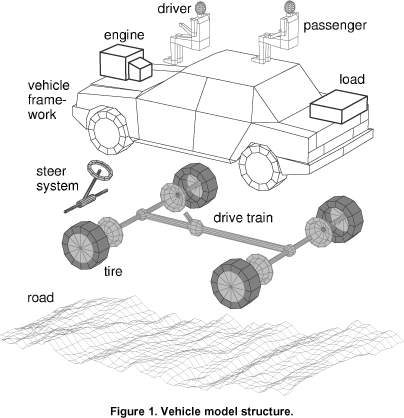 driver
passenger
engine
load
vehicle
frame-
work
steer
system
drive train
tire
road
Figure 1. Vehicle model structure.